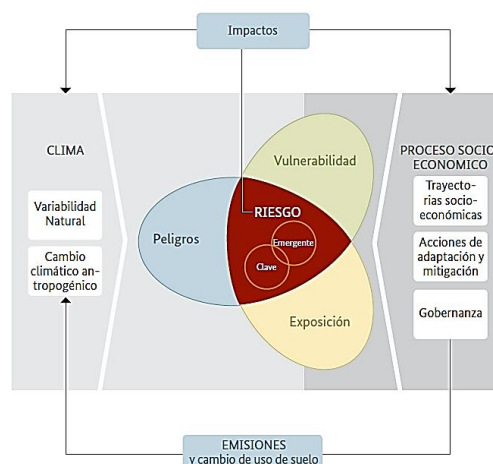 Impactos
CLIMA
Variabilidad
Natural
Cambio
climático an-
tropogénico
Peligros
Vulnerabilidad
RIESGO
Emergente
Clave
Exposición
PROCESO SOCIO
ECONOMICO
Trayecto-
rias socio-
económicas
Acciones de
adaptación y
mitigación
Gobernanza
EMISIONES
y cambio de uso de suelo